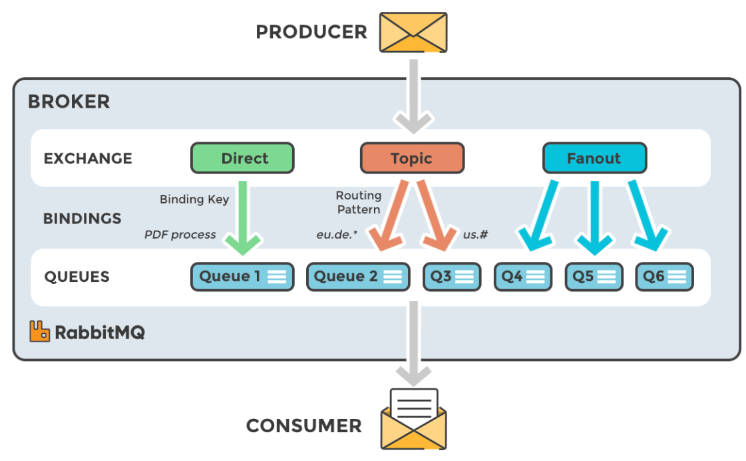 PRODUCER
BROKER
EXCHANGE
Direct
Topic
Fanout
BINDINGS
Binding Key
PDF process
Routing
Pattern
eu.de.*
us.#
QUEUES
Queue 1
Queue 2
Q3
Q4
Q5
Q6
RabbitMQ
CONSUMER